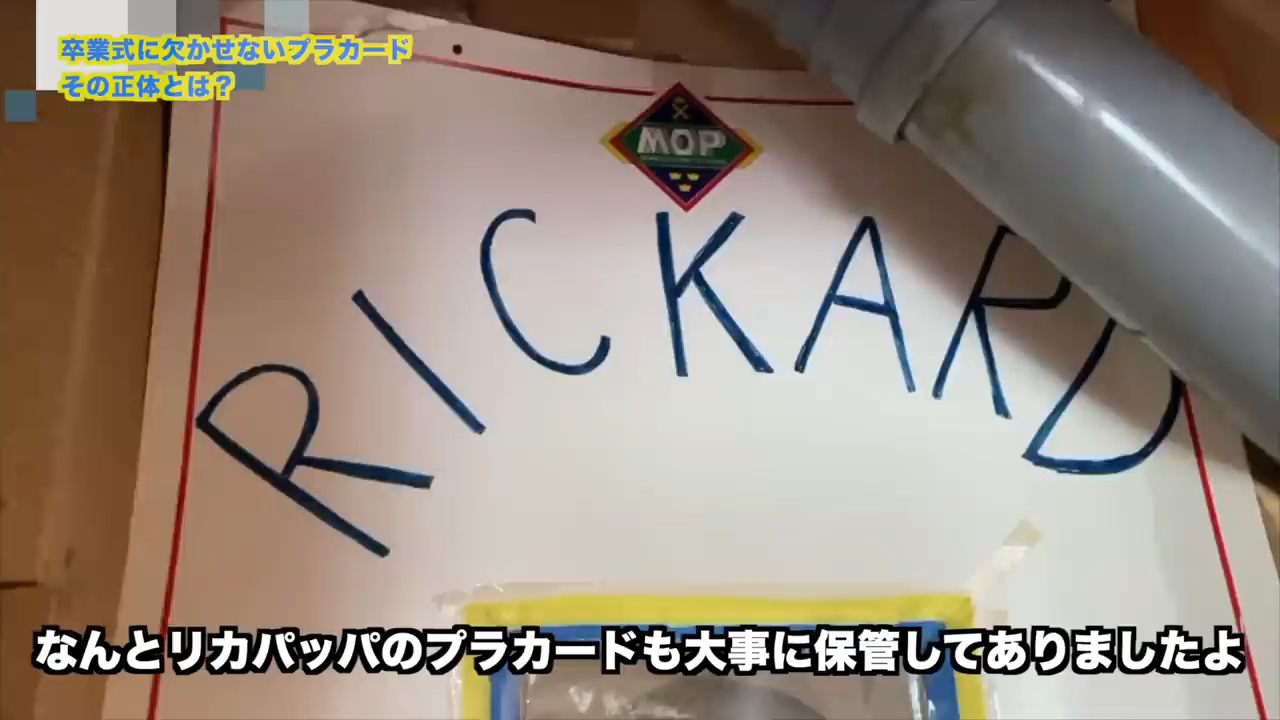 卒業式に欠かせないプラカード
その正体とは?
MOP
RICKARD
なんとリカパッパのプラカードも大事に保管してありましたよ